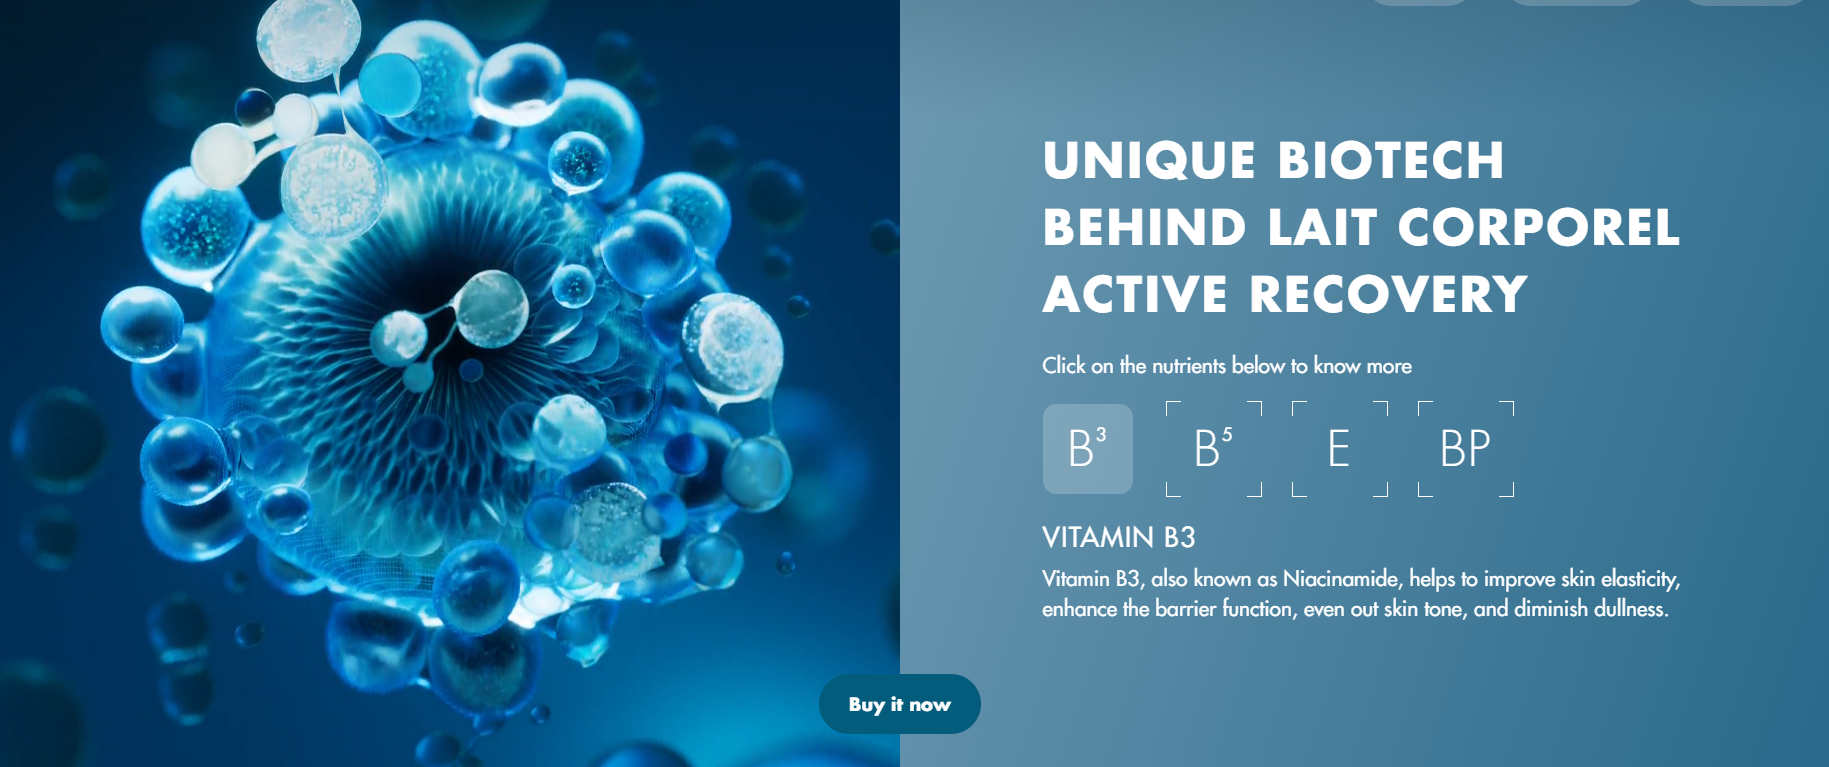 UNIQUE BIOTECH
BEHIND LAIT CORPOREL
ACTIVE RECOVERY
Click on the nutrients below to know more
B³ B⁵ E BP
VITAMIN B3
Vitamin B3, also known as Niacinamide, helps to improve skin elasticity,
enhance the barrier function, even out skin tone, and diminish dullness.
Buy it now